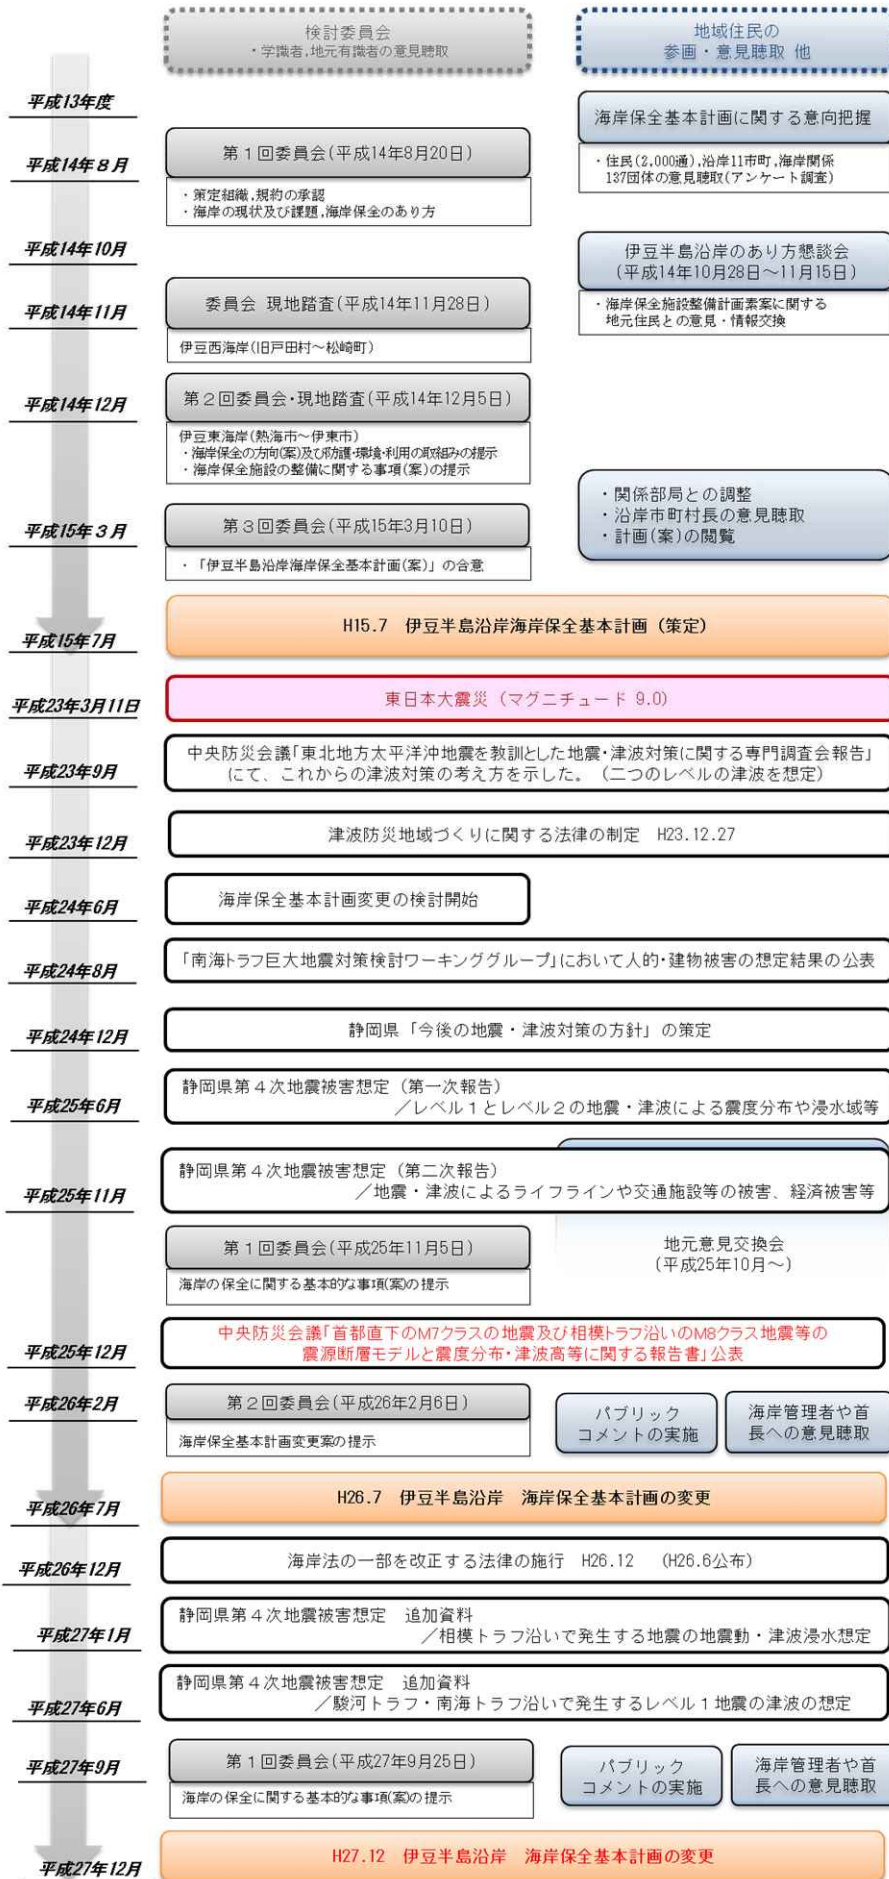 検討委員会
・学識者,地元有識者の意見聴取
地域住民の
参画・意見聴取 他
平成13年度
海岸保全基本計画に関する意向把握
・住民(2,000通),沿岸11市町,海岸関係
137団体の意見聴取(アンケート調査)
平成14年8月
第1回委員会(平成14年8月20日)
・策定組織,規約の承認
・海岸の現状及び課題,海岸保全のあり方
平成14年10月
伊豆半島沿岸のあり方懇談会
(平成14年10月28日~11月15日)
・海岸保全施設整備計画素案に関する
地元住民との意見・情報交換
平成14年11月
委員会 現地踏査(平成14年11月28日)
伊豆西海岸(旧戸田村~松崎町)
平成14年12月
第2回委員会・現地踏査(平成14年12月5日)
伊豆東海岸(熱海市~伊東市)
・海岸保全の方向(案)及び防護・環境・利用の取組みの提示
・海岸保全施設の整備に関する事項(案)の提示
・関係部局との調整
・沿岸市町村長の意見聴取
・計画(案)の閲覧
平成15年3月
第3回委員会(平成15年3月10日)
・「伊豆半島沿岸海岸保全基本計画(案)」の合意
平成15年7月
H15.7 伊豆半島沿岸海岸保全基本計画(策定)
平成23年3月11日
東日本大震災(マグニチュード 9.0)
平成23年9月
中央防災会議「東北地方太平洋沖地震を教訓とした地震・津波対策に関する専門調査会報告」
にて、これからの津波対策の考え方を示した。(二つのレベルの津波を想定)
平成23年12月
津波防災地域づくりに関する法律の制定 H23.12.27
平成24年6月
海岸保全基本計画変更の検討開始
平成24年8月
「南海トラフ巨大地震対策検討ワーキンググループ」において人的・建物被害の想定結果の公表
平成24年12月
静岡県「今後の地震・津波対策の方針」の策定
平成25年6月
静岡県第4次地震被害想定(第一次報告)
/レベル1とレベル2の地震・津波による震度分布や浸水域等
平成25年11月
静岡県第4次地震被害想定(第二次報告)
/地震・津波によるライフラインや交通施設等の被害、経済被害等
第1回委員会(平成25年11月5日)
海岸の保全に関する基本的な事項(案)の提示
地元意見交換会
(平成25年10月~)
平成25年12月
中央防災会議「首都直下のM7クラスの地震及び相模トラフ沿いのM8クラス地震等の
震源断層モデルと震度分布・津波高等に関する報告書」公表
平成26年2月
第2回委員会(平成26年2月6日)
海岸保全基本計画変更案の提示
パブリック
コメントの実施
海岸管理者や首
長への意見聴取
平成26年7月
H26.7 伊豆半島沿岸 海岸保全基本計画の変更
平成26年12月
海岸法の一部を改正する法律の施行 H26.12 (H26.6公布)
平成27年1月
静岡県第4次地震被害想定 追加資料
/相模トラフ沿いで発生する地震の地震動・津波浸水想定
平成27年6月
静岡県第4次地震被害想定 追加資料
/駿河トラフ・南海トラフ沿いで発生するレベル1地震の津波の想定
平成27年9月
第1回委員会(平成27年9月25日)
海岸の保全に関する基本的な事項(案)の提示
パブリック
コメントの実施
海岸管理者や首
長への意見聴取
平成27年12月
H27.12 伊豆半島沿岸 海岸保全基本計画の変更